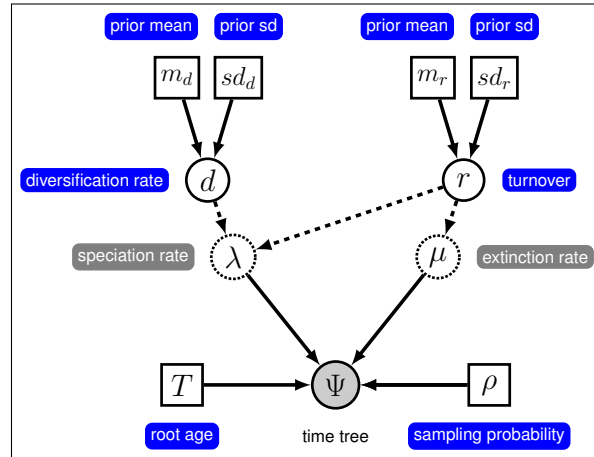 prior mean prior sd prior mean prior sd
m_d sd_d m_r sd_r
diversification rate d r turnover
speciation rate λ μ extinction rate
T Ψ ρ
root age time tree sampling probability